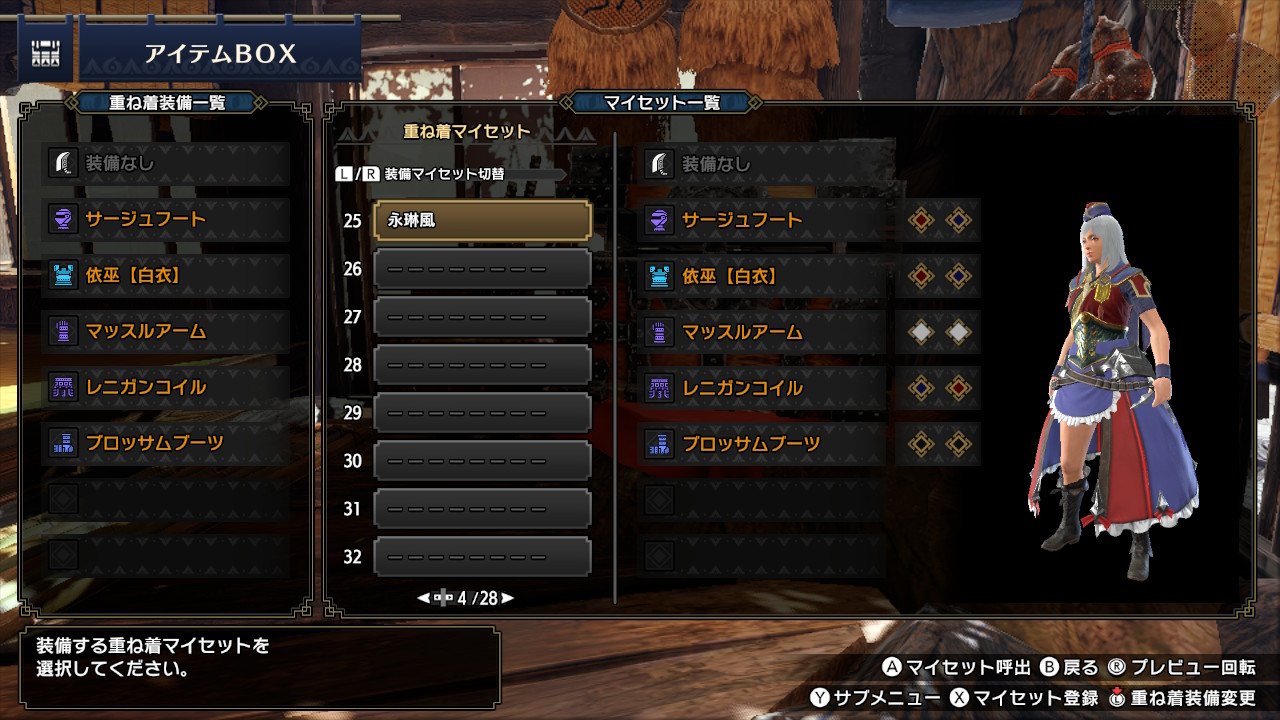 アイテムBOX
重ね着装備一覧
装備なし
サージュフート
依巫【白衣】
マッスルアーム
レニガンコイル
ブロッサムブーツ
マイセット一覧
重ね着マイセット
L/R 装備マイセット切替
25 永琳風
26 －－－－－－－－
27 －－－－－－－－
28 －－－－－－－－
29 －－－－－－－－
30 －－－－－－－－
31 －－－－－－－－
32 －－－－－－－－
4/28
装備なし
サージュフート
依巫【白衣】
マッスルアーム
レニガンコイル
ブロッサムブーツ
装備する重ね着マイセットを
選択してください。
A マイセット呼出 B 戻る R プレビュー回転
Y サブメニュー X マイセット登録 L 重ね着装備変更